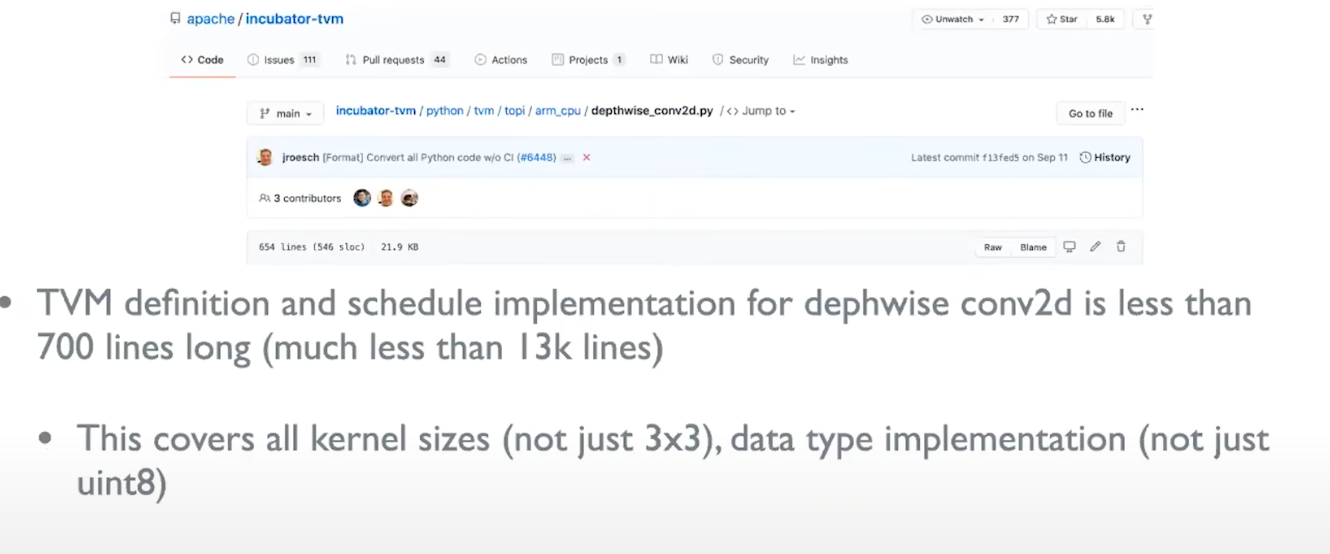 apache / incubator-tvm
Unwatch 377 Star 5.8k
Code Issues 111 Pull requests 44 Actions Projects 1 Wiki Security Insights
main incubator-tvm / python / tvm / topi / arm_cpu / depthwise_conv2d.py / <> Jump to Go to file ...
jroesch [Format] Convert all Python code w/o CI (#6448) ... Latest commit f13fed5 on Sep 11 History
3 contributors
654 lines (546 sloc) 21.9 KB Raw Blame
• TVM definition and schedule implementation for dephwise conv2d is less than
700 lines long (much less than 13k lines)
• This covers all kernel sizes (not just 3x3), data type implementation (not just
uint8)